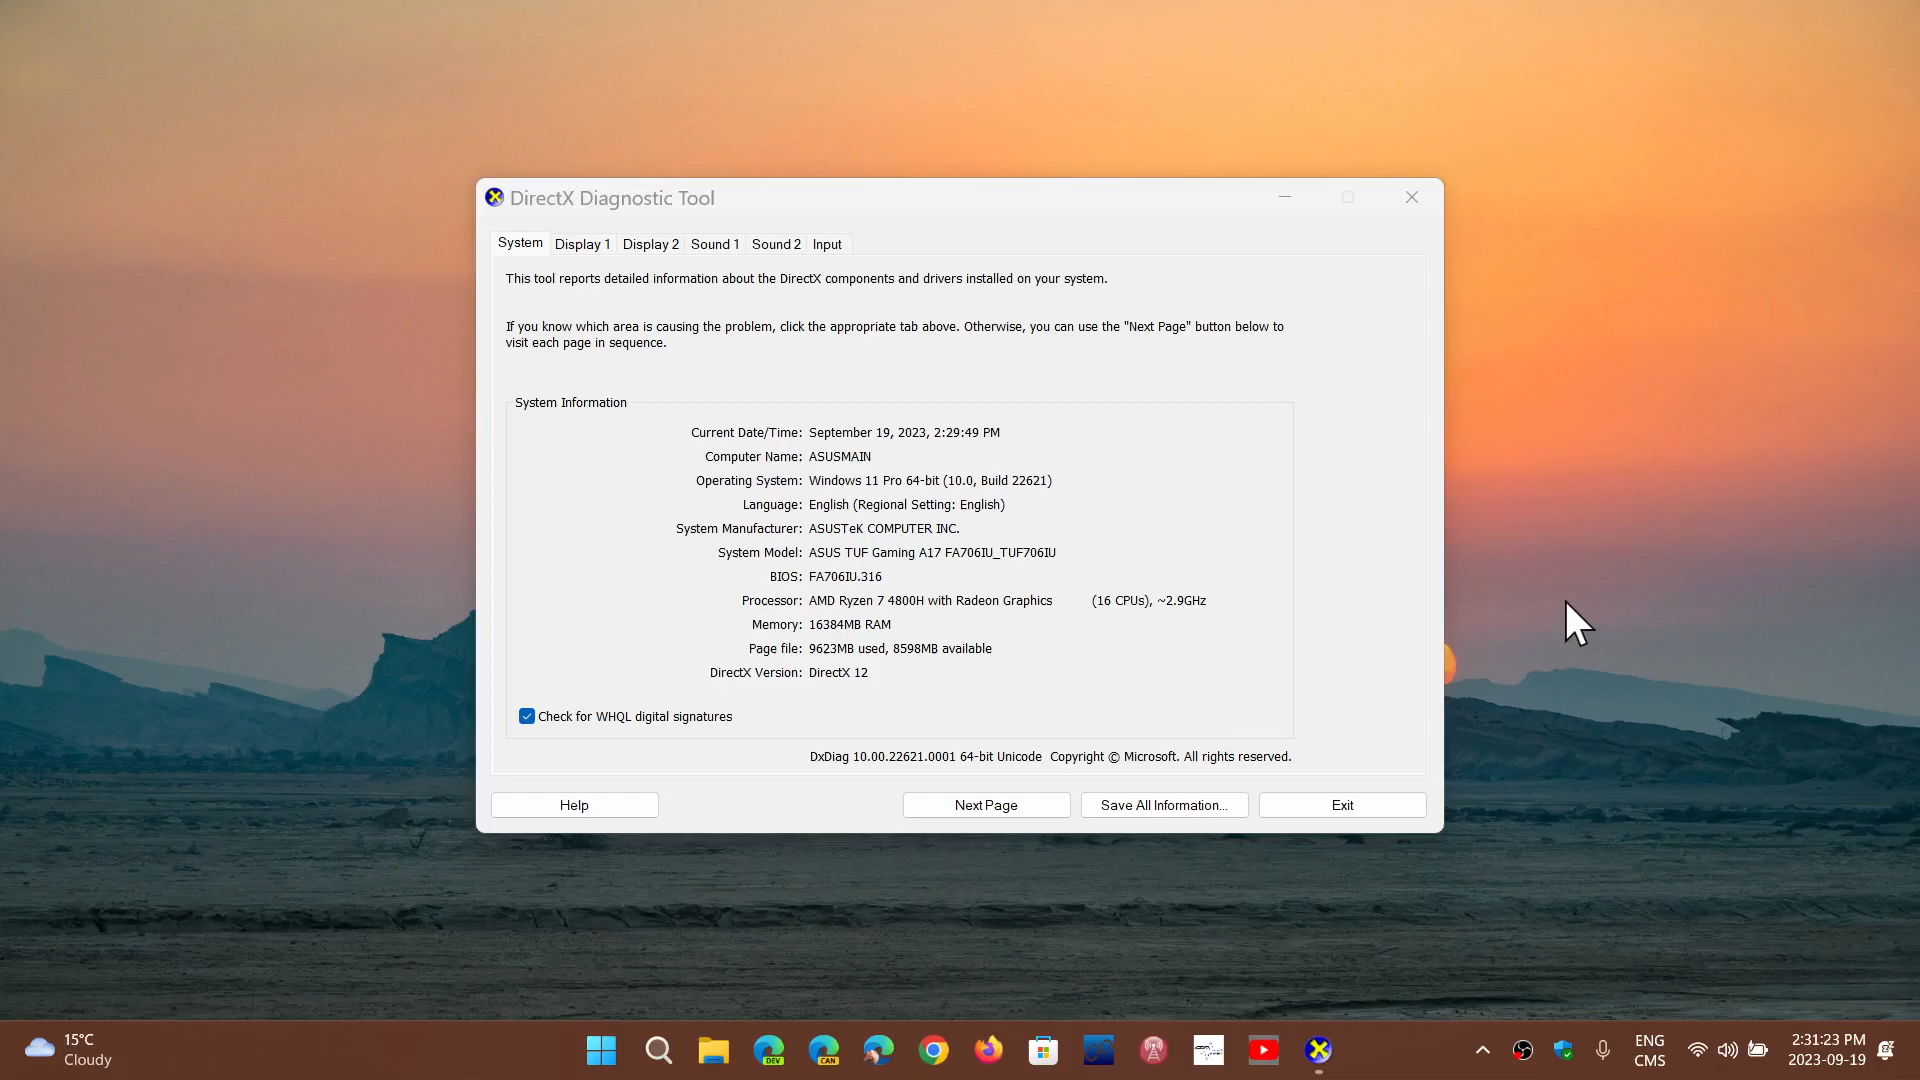 DirectX Diagnostic Tool
System Display 1 Display 2 Sound 1 Sound 2 Input
This tool reports detailed information about the DirectX components and drivers installed on your system.
If you know which area is causing the problem, click the appropriate tab above. Otherwise, you can use the "Next Page" button below to
visit each page in sequence.
System Information
Current Date/Time: September 19, 2023, 2:29:49 PM
Computer Name: ASUSMAIN
Operating System: Windows 11 Pro 64-bit (10.0, Build 22621)
Language: English (Regional Setting: English)
System Manufacturer: ASUSTeK COMPUTER INC.
System Model: ASUS TUF Gaming A17 FA706IU_TUF706IU
BIOS: FA706IU.316
Processor: AMD Ryzen 7 4800H with Radeon Graphics (16 CPUs), ~2.9GHz
Memory: 16384MB RAM
Page file: 9623MB used, 8598MB available
DirectX Version: DirectX 12
Check for WHQL digital signatures
DxDiag 10.00.22621.0001 64-bit Unicode Copyright © Microsoft. All rights reserved.
Help Next Page Save All Information... Exit
15°C
Cloudy
DEV
CAN
ENG
CMS
2:31:23 PM
2023-09-19